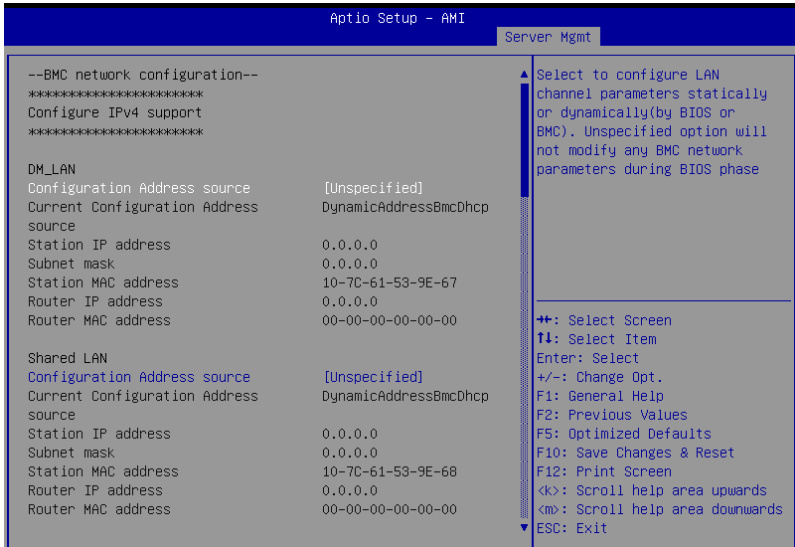 Aptio Setup - AMI
Server Mgmt
--BMC network configuration--
************************
Configure IPv4 support
************************
DM_LAN
Configuration Address source [Unspecified]
Current Configuration Address DynamicAddressBmcDhcp
source
Station IP address 0.0.0.0
Subnet mask 0.0.0.0
Station MAC address 10-7C-61-53-9E-67
Router IP address 0.0.0.0
Router MAC address 00-00-00-00-00-00
Shared LAN
Configuration Address source [Unspecified]
Current Configuration Address DynamicAddressBmcDhcp
source
Station IP address 0.0.0.0
Subnet mask 0.0.0.0
Station MAC address 10-7C-61-53-9E-68
Router IP address 0.0.0.0
Router MAC address 00-00-00-00-00-00
Select to configure LAN
channel parameters statically
or dynamically(by BIOS or
BMC). Unspecified option will
not modify any BMC network
parameters during BIOS phase
→←: Select Screen
↑↓: Select Item
Enter: Select
+/-: Change Opt.
F1: General Help
F2: Previous Values
F5: Optimized Defaults
F10: Save Changes & Reset
F12: Print Screen
<k>: Scroll help area upwards
<m>: Scroll help area downwards
ESC: Exit